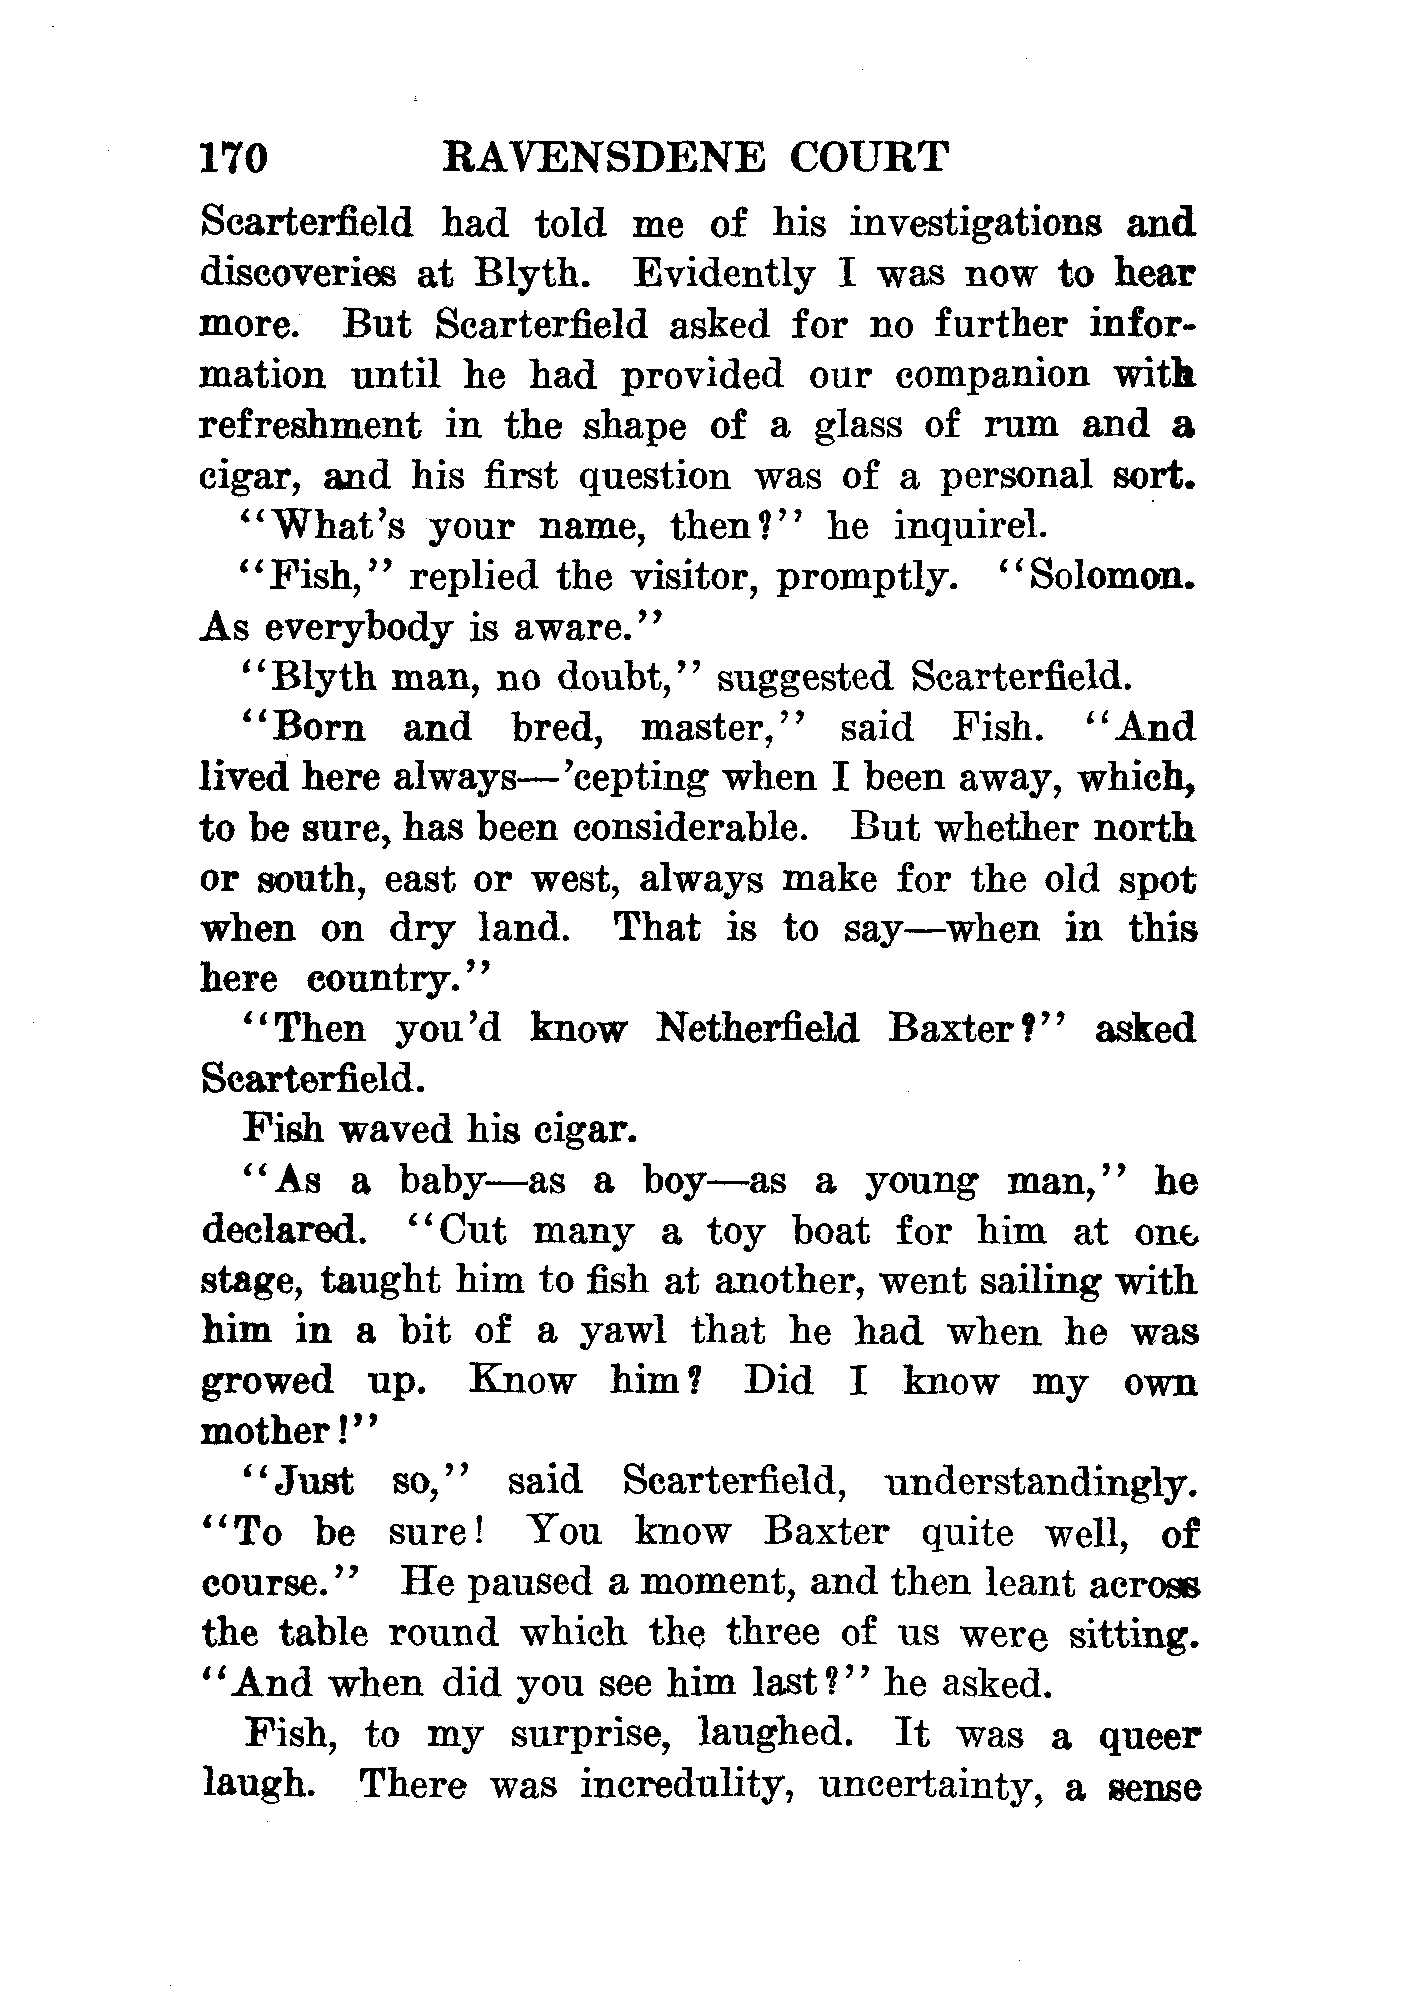 170 RAVENSDENE COURT
Scarterfield had told me of his investigations and
discoveries at Blyth. Evidently I was now to hear
more. But Scarterfield asked for no further infor-
mation until he had provided our companion with
refreshment in the shape of a glass of rum and a
cigar, and his first question was of a personal sort.
"What's your name, then?" he inquirel.
"Fish," replied the visitor, promptly. "Solomon.
As everybody is aware."
"Blyth man, no doubt," suggested Scarterfield.
"Born and bred, master," said Fish. "And
lived here always—'cepting when I been away, which,
to be sure, has been considerable. But whether north
or south, east or west, always make for the old spot
when on dry land. That is to say—when in this
here country."
"Then you'd know Netherfield Baxter?" asked
Scarterfield.
Fish waved his cigar.
"As a baby—as a boy—as a young man," he
declared. "Cut many a toy boat for him at one
stage, taught him to fish at another, went sailing with
him in a bit of a yawl that he had when he was
growed up. Know him? Did I know my own
mother!"
"Just so," said Scarterfield, understandingly.
"To be sure! You know Baxter quite well, of
course." He paused a moment, and then leant across
the table round which the three of us were sitting.
"And when did you see him last?" he asked.
Fish, to my surprise, laughed. It was a queer
laugh. There was incredulity, uncertainty, a sense